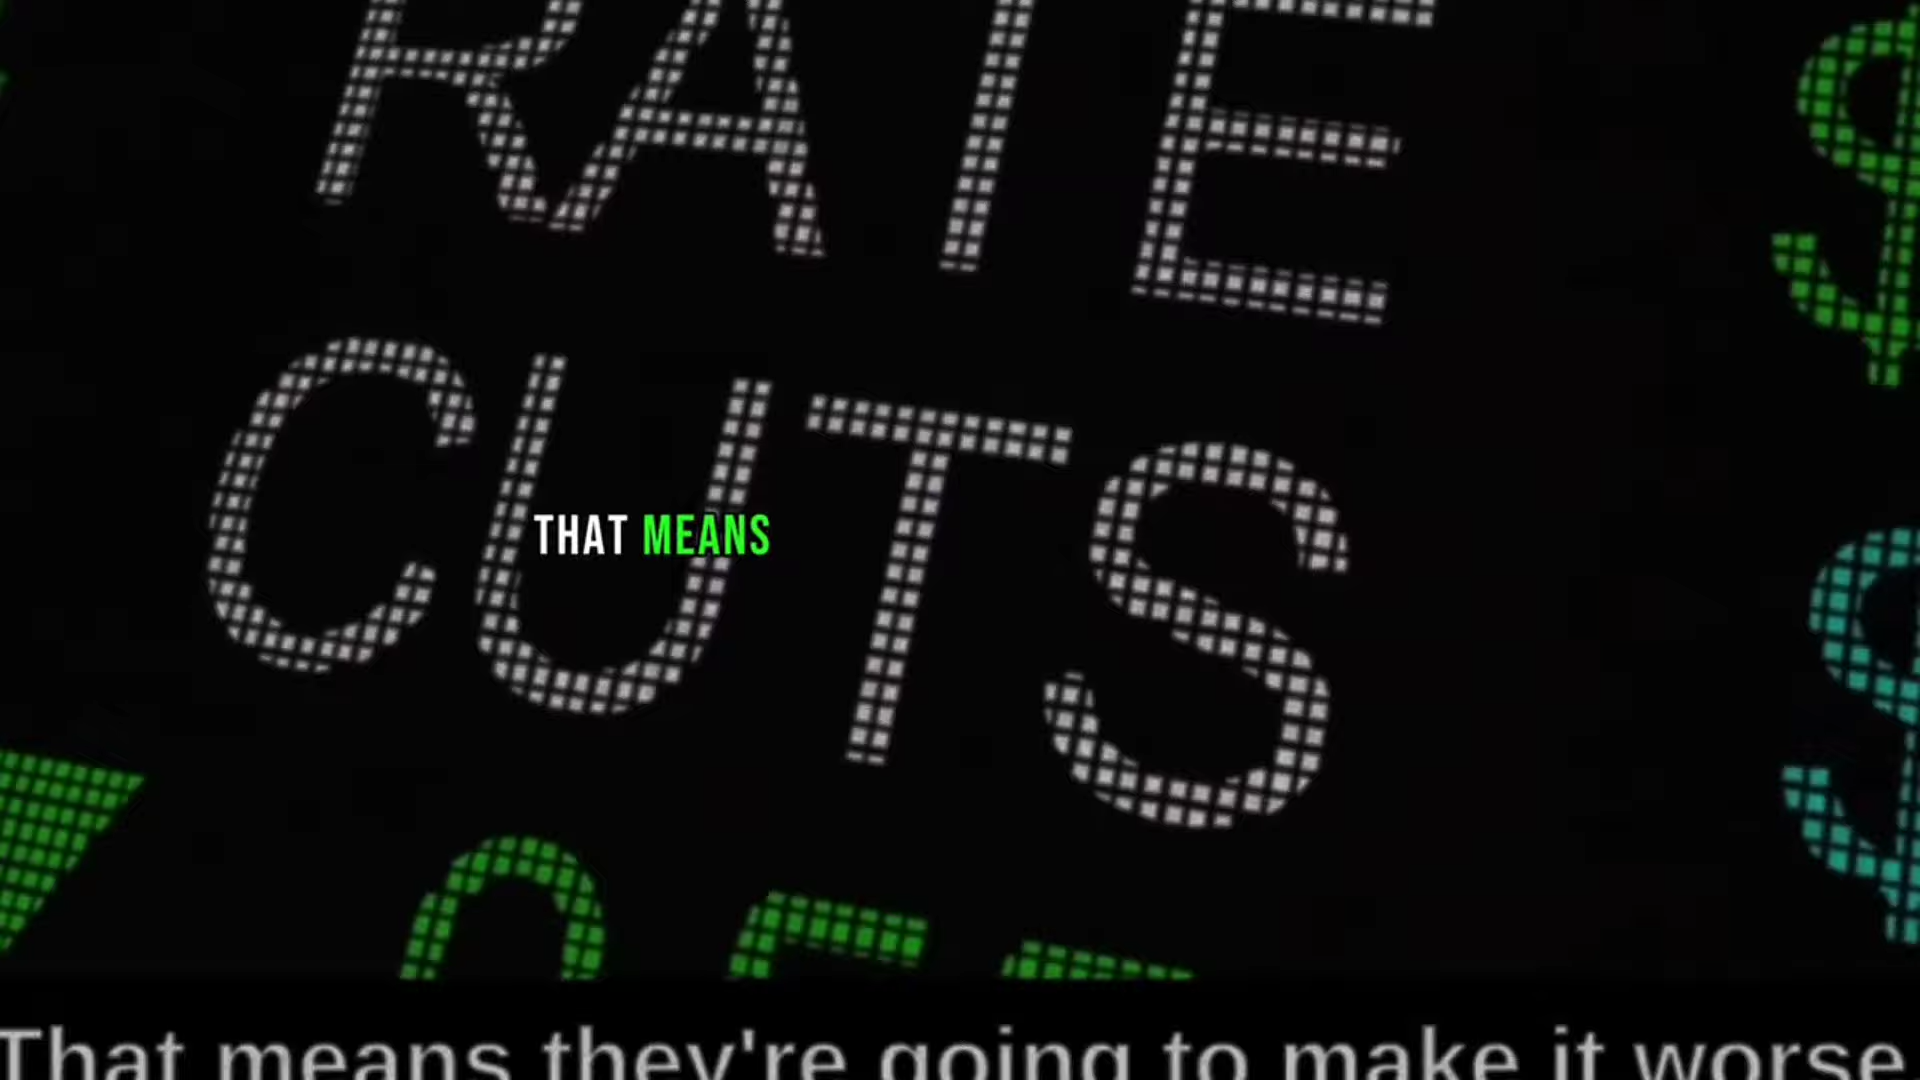 RATE
$
CUTS
THAT MEANS
$
That means they're going to make it worse